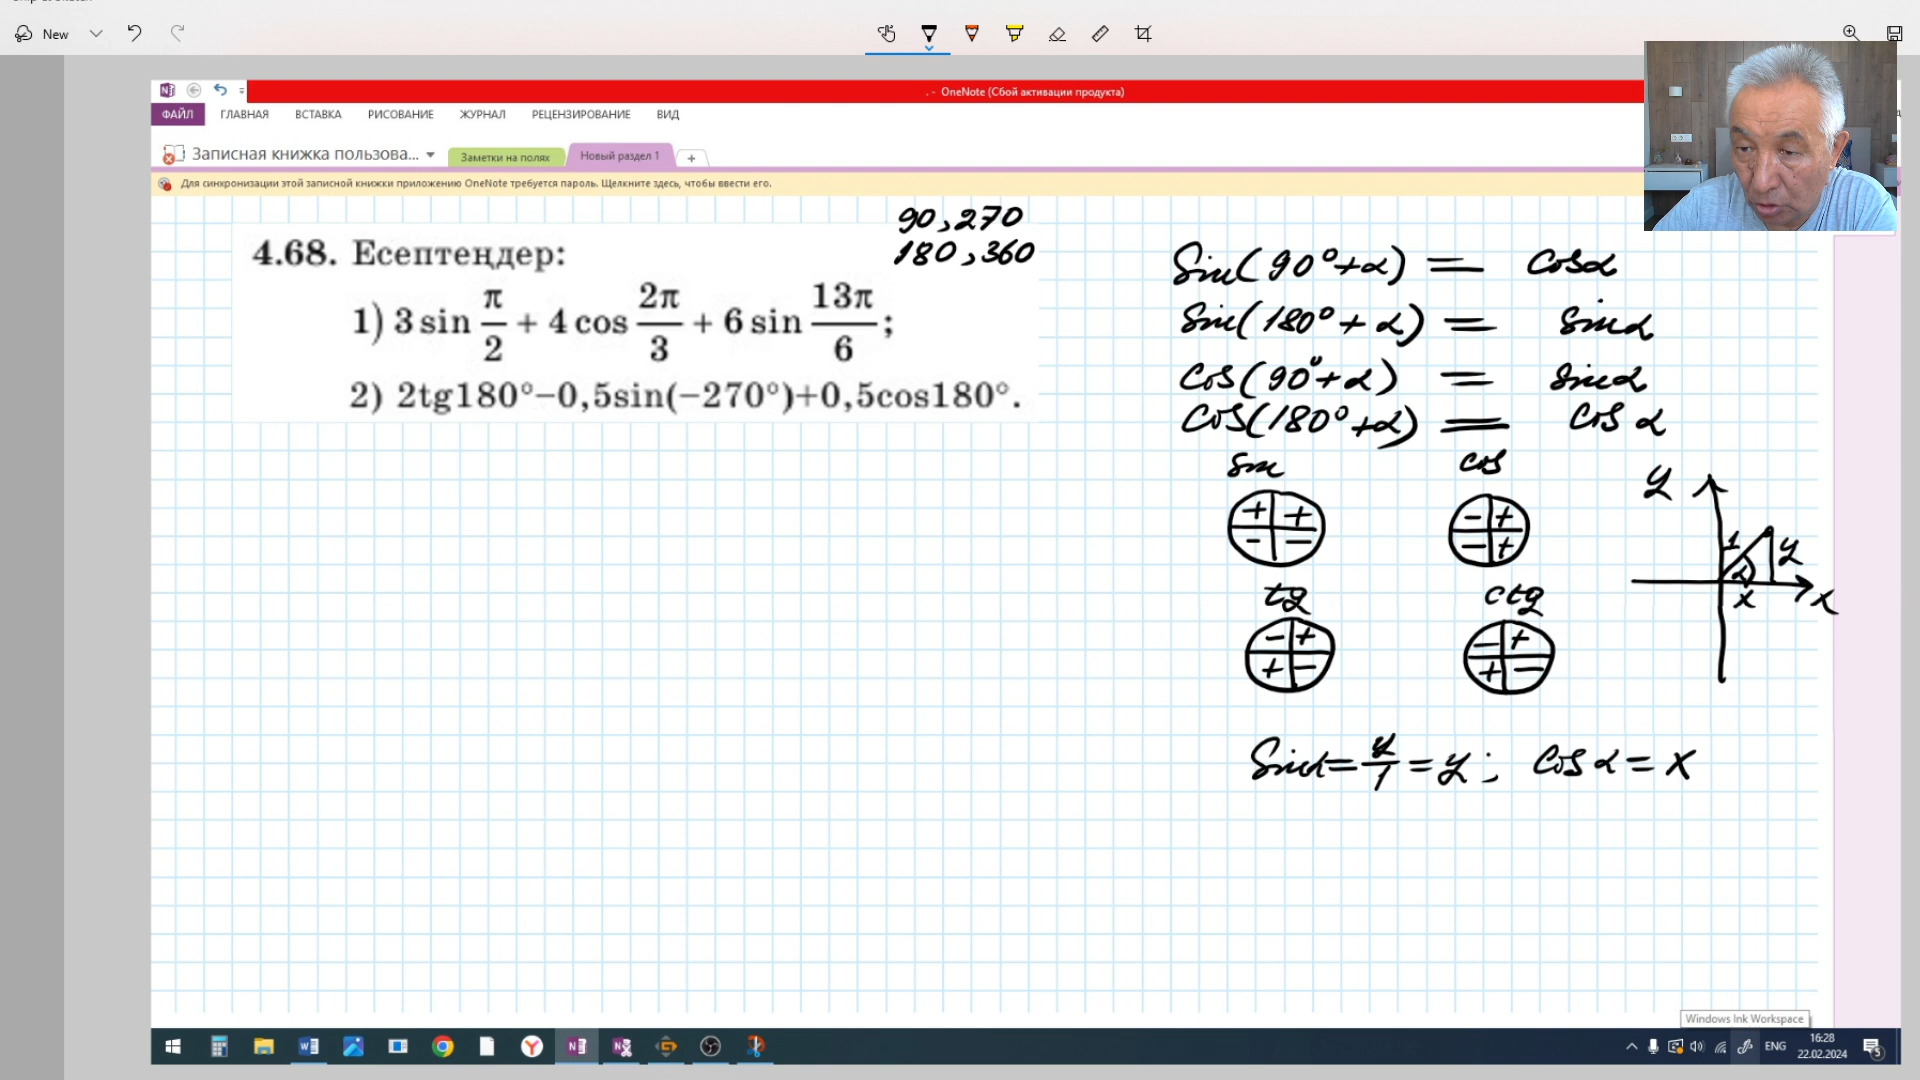 New
. - OneNote (Сбой активации продукта)
ФАЙЛ ГЛАВНАЯ ВСТАВКА РИСОВАНИЕ ЖУРНАЛ РЕЦЕНЗИРОВАНИЕ ВИД
Записная книжка пользова... Заметки на полях Новый раздел 1 +
Для синхронизации этой записной книжки приложению OneNote требуется пароль. Щелкните здесь, чтобы ввести его.
90, 270
180, 360
4.68. Есептеңдер:
1) 3 sin π/2 + 4 cos 2π/3 + 6 sin 13π/6;
2) 2tg180°−0,5sin(−270°)+0,5cos180°.
Sin(90°+α) = cosα
Sin(180°+α) = sinα
Cos(90°+α) = sinα
Cos(180°+α) = cos α
sin cos
+ + - +
- - - +
tg ctg
- + - +
+ - + -
y
1 y
α
x x
Sinα = y/1 = y; Cos α = x
Windows Ink Workspace
ENG 16:28
22.02.2024 5